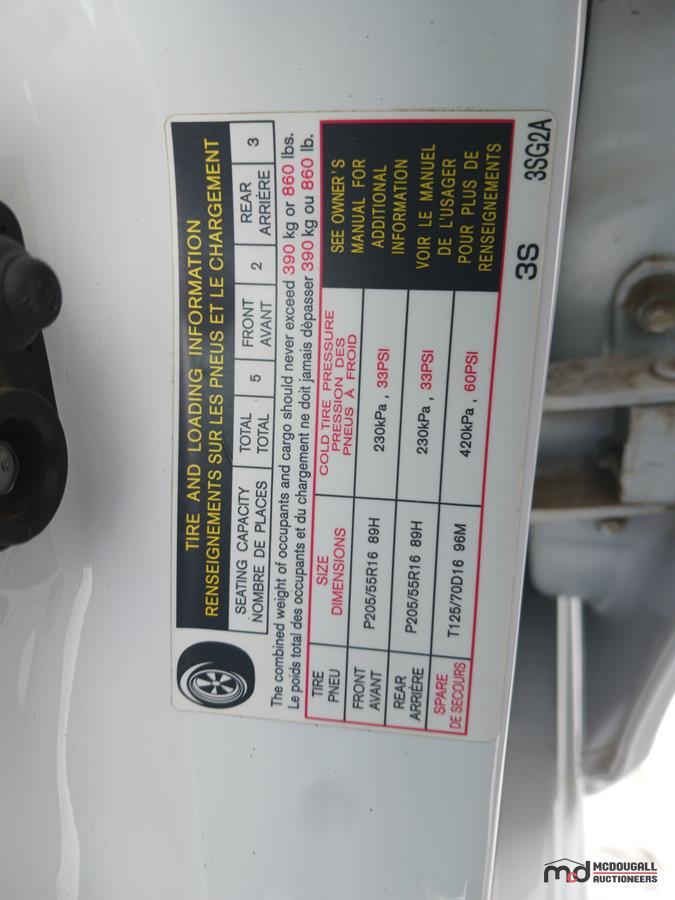 TIRE AND LOADING INFORMATION
RENSEIGNEMENTS SUR LES PNEUS ET LE CHARGEMENT
SEATING CAPACITY TOTAL 5 FRONT 2 REAR 3
NOMBRE DE PLACES TOTAL AVANT ARRIÈRE
The combined weight of occupants and cargo should never exceed 390 kg or 860 lbs.
Le poids total des occupants et du chargement ne doit jamais dépasser 390 kg ou 860 lb.
TIRE
PNEU
SIZE
DIMENSIONS
COLD TIRE PRESSURE
PRESSION DES
PNEUS À FROID
FRONT
AVANT
P205/55R16 89H
230kPa , 33PSI
REAR
ARRIÈRE
P205/55R16 89H
230kPa , 33PSI
SPARE
DE SECOURS
T125/70D16 96M
420kPa , 60PSI
SEE OWNER'S
MANUAL FOR
ADDITIONAL
INFORMATION
VOIR LE MANUEL
DE L'USAGER
POUR PLUS DE
RENSEIGNEMENTS
3S 3SG2A
md MCDOUGALL
AUCTIONEERS